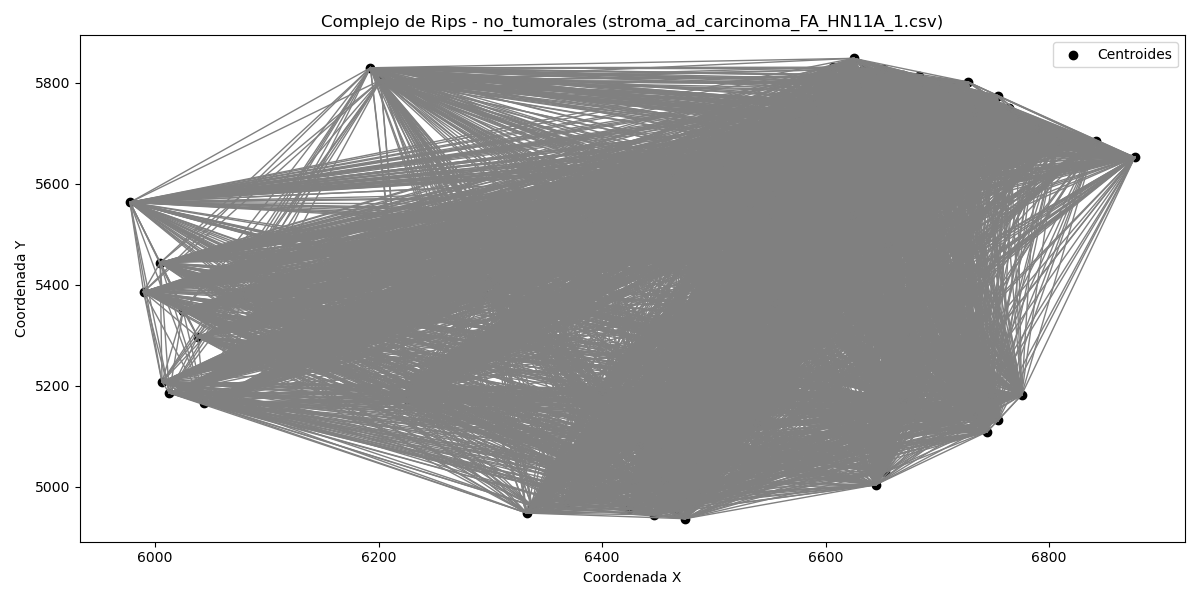 Complejo de Rips - no_tumorales (stroma_ad_carcinoma_FA_HN11A_1.csv)
Centroides
Coordenada Y
5800
5600
5400
5200
5000
6000 6200 6400 6600 6800
Coordenada X